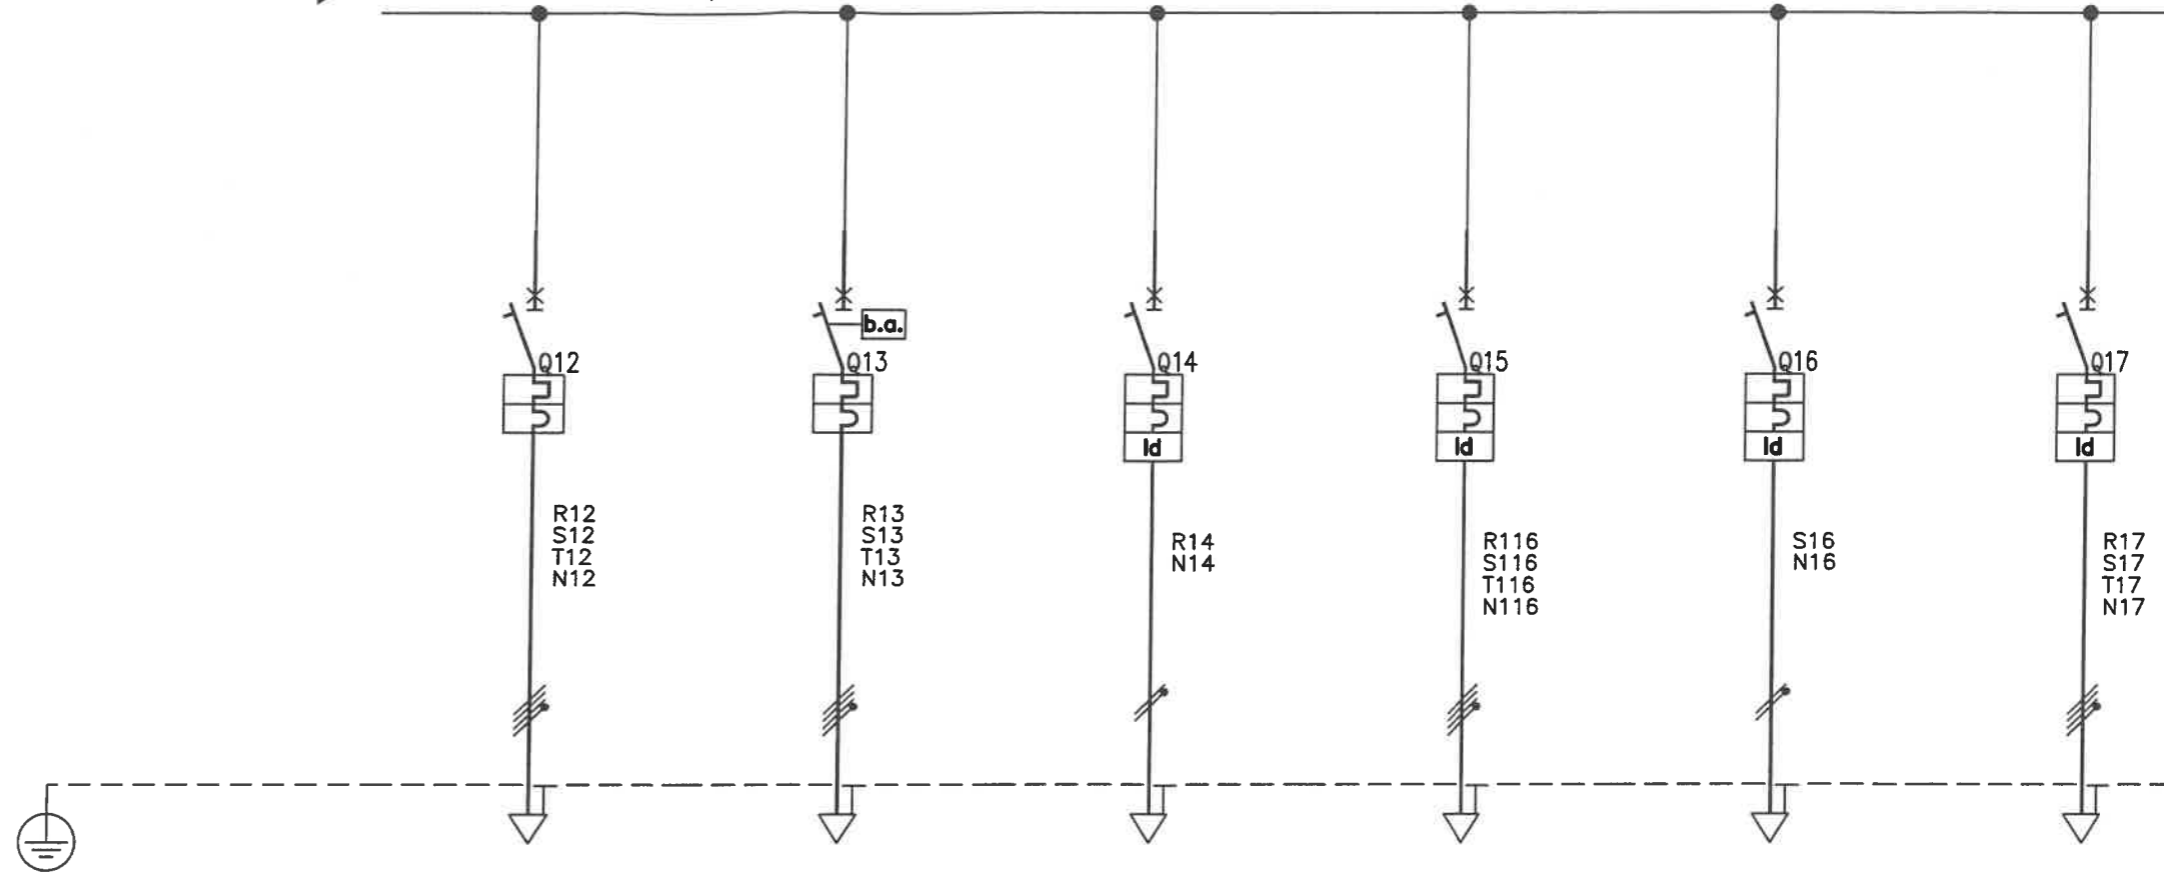 b.a.
Q12
Q13
Q14
Q15
Q16
Q17
Id
Id
Id
Id
R12
S12
T12
N12
R13
S13
T13
N13
R14
N14
R116
S116
T116
N116
S16
N16
R17
S17
T17
N17